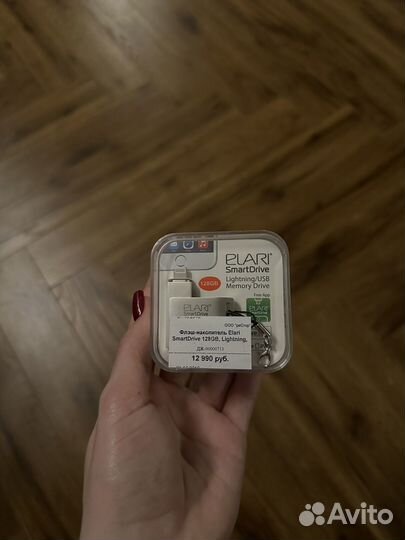 ELARI
SmartDrive
Lightning/USB
Memory Drive
128GB
Free App
ELARI
ELARI
SmartDrive
ООО "реСтор"
Флэш-накопитель Elari
SmartDrive 128GB, Lightning,
12 990 руб.
Avito